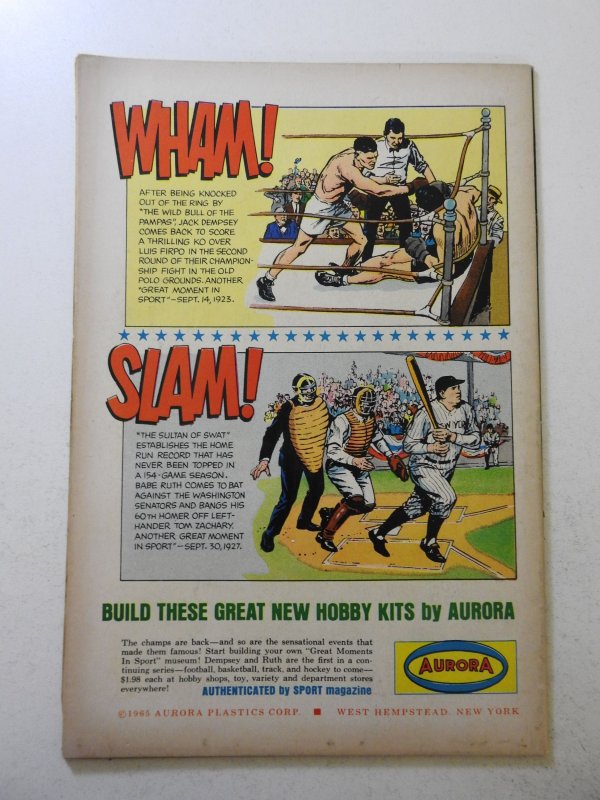 WHAM!
AFTER BEING KNOCKED
OUT OF THE RING BY
"THE WILD BULL OF THE
PAMPAS", JACK DEMPSEY
COMES BACK TO SCORE
A THRILLING KO OVER
LUIS FIRPO IN THE SECOND
ROUND OF THEIR CHAMPION-
SHIP FIGHT IN THE OLD
POLO GROUNDS. ANOTHER
"GREAT MOMENT IN
SPORT"—SEPT. 14, 1923.
SLAM!
"THE SULTAN OF SWAT"
ESTABLISHES THE HOME
RUN RECORD THAT HAS
NEVER BEEN TOPPED IN
A 154-GAME SEASON.
BABE RUTH COMES TO BAT
AGAINST THE WASHINGTON
SENATORS AND BANGS HIS
60TH HOMER OFF LEFT-
HANDER TOM ZACHARY.
ANOTHER GREAT MOMENT
IN SPORT"—SEPT. 30, 1927.
NEW YORK
BUILD THESE GREAT NEW HOBBY KITS by AURORA
The champs are back—and so are the sensational events that
made them famous! Start building your own "Great Moments
In Sport" museum! Dempsey and Ruth are the first in a con-
tinuing series—football, basketball, track, and hockey to come—
$1.98 each at hobby shops, toy, variety and department stores
everywhere! AUTHENTICATED by SPORT magazine
AURORA
©1965 AURORA PLASTICS CORP. ■ WEST HEMPSTEAD, NEW YORK